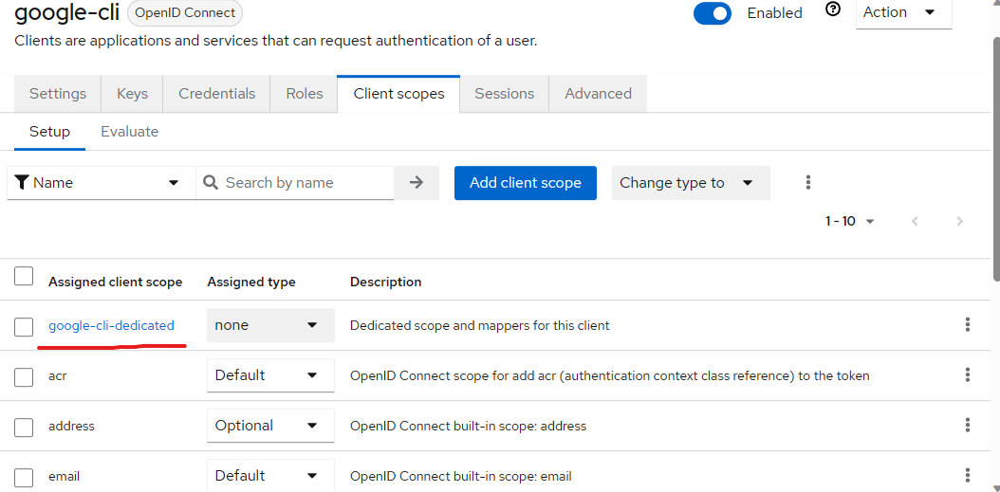 google-cli OpenID Connect Enabled Action
Clients are applications and services that can request authentication of a user.
Settings Keys Credentials Roles Client scopes Sessions Advanced
Setup Evaluate
Name Search by name Add client scope Change type to
1 - 10
Assigned client scope Assigned type Description
google-cli-dedicated none Dedicated scope and mappers for this client
acr Default OpenID Connect scope for add acr (authentication context class reference) to the token
address Optional OpenID Connect built-in scope: address
email Default OpenID Connect built-in scope: email